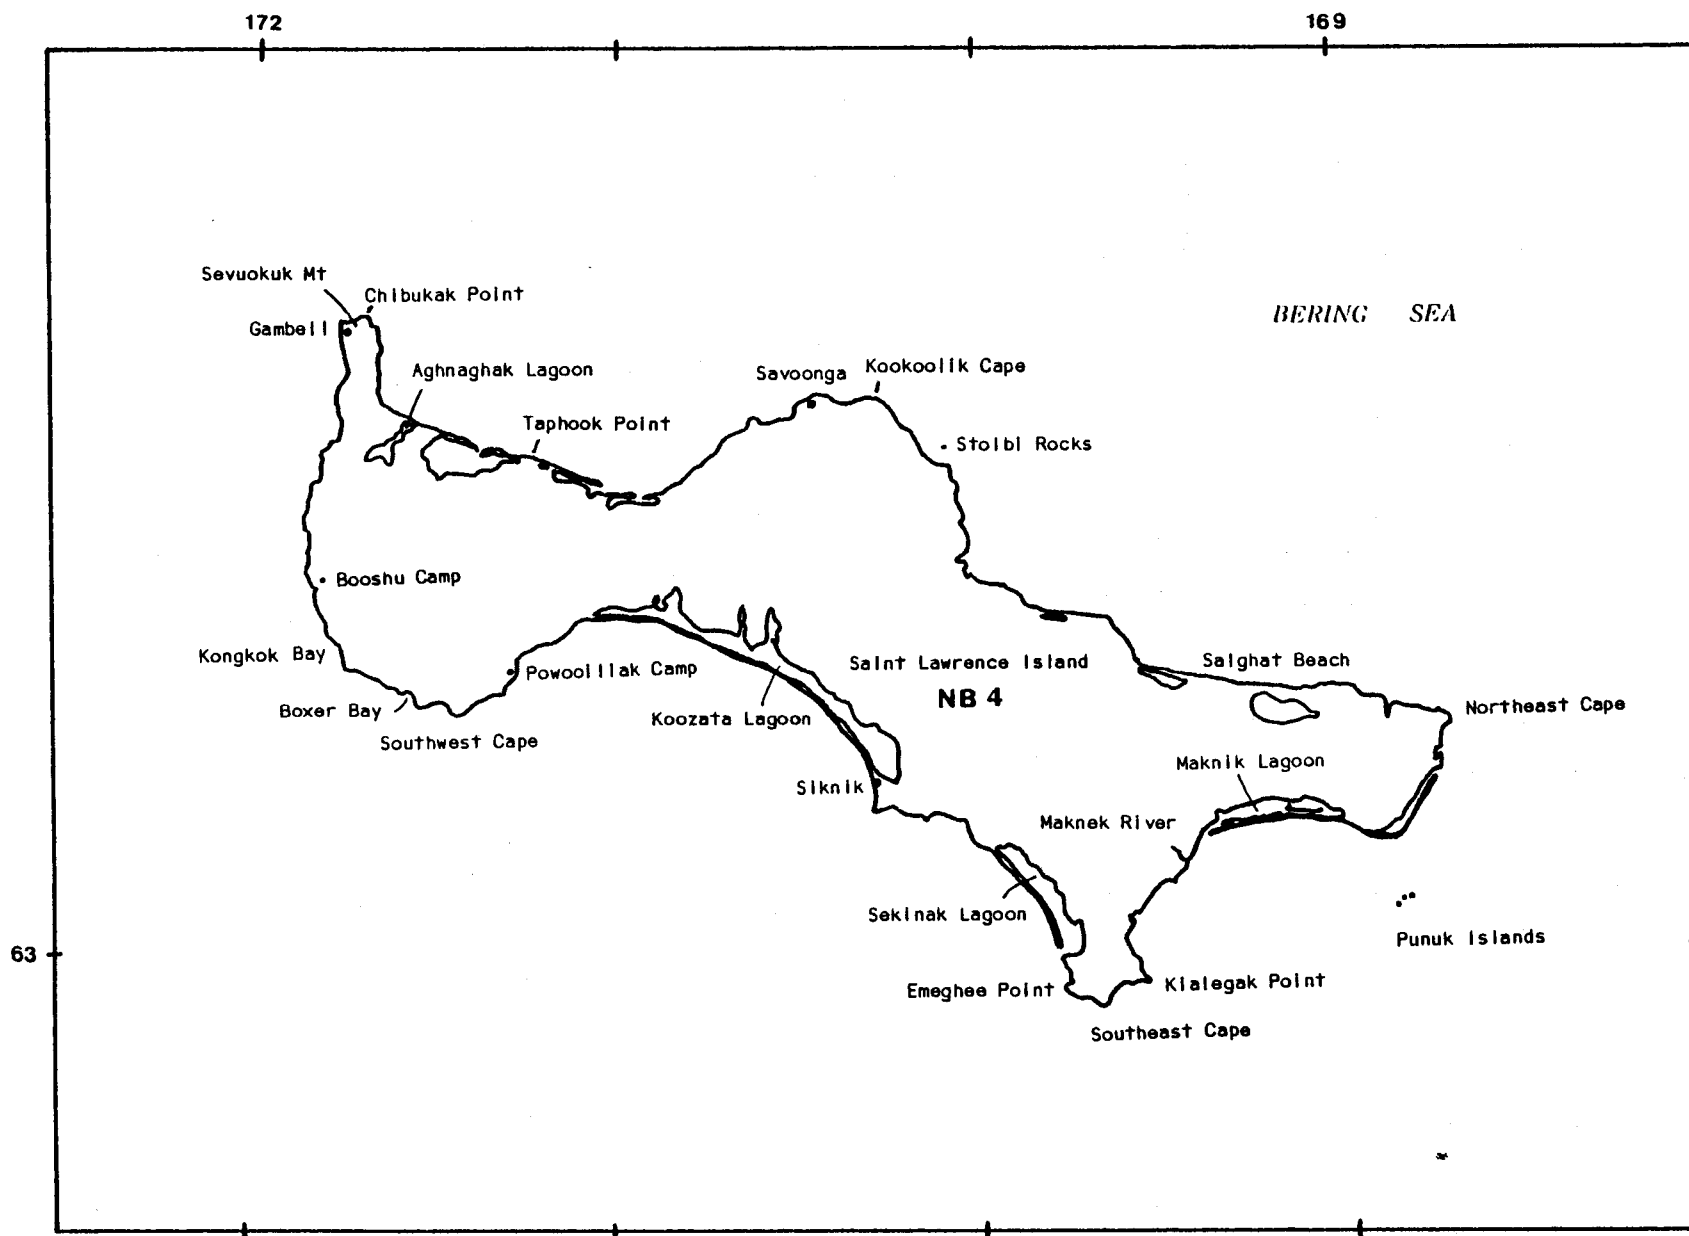 172
169
Sevuokuk Mt
Chibukak Point
Gambell
BERING SEA
Aghnaghak Lagoon
Savoonga
Kookoolik Cape
Taphook Point
Stolbi Rocks
Booshu Camp
Kongkok Bay
Powoolliak Camp
Saint Lawrence Island
Salghat Beach
NB 4
Boxer Bay
Koozata Lagoon
Northeast Cape
Southwest Cape
Maknik Lagoon
Siknik
Maknek River
Sekinak Lagoon
Punuk Islands
63
Emeghee Point
Kialegak Point
Southeast Cape